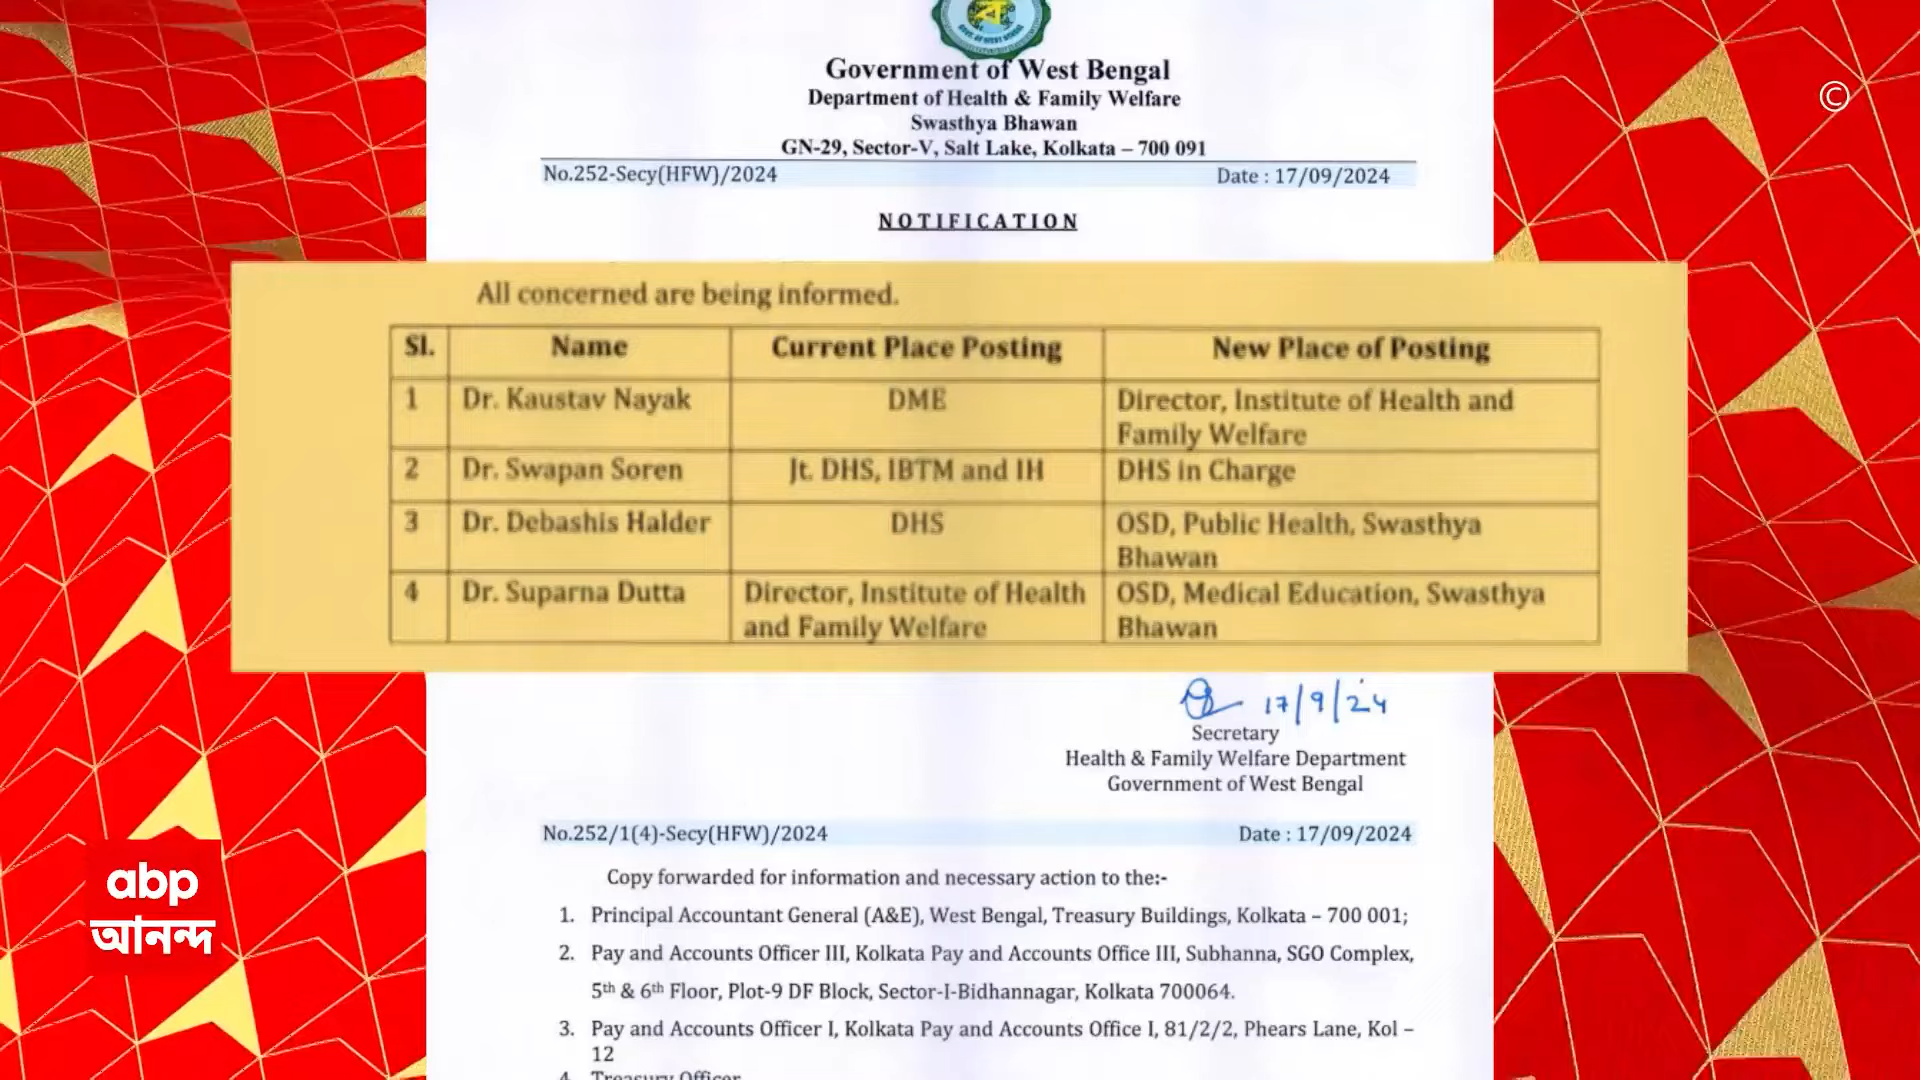 Government of West Bengal
Department of Health & Family Welfare
Swasthya Bhawan
GN-29, Sector-V, Salt Lake, Kolkata – 700 091
No.252-Secy(HFW)/2024 Date : 17/09/2024
NOTIFICATION
©
All concerned are being informed.
Sl. Name Current Place Posting New Place of Posting
1 Dr. Kaustav Nayak DME Director, Institute of Health and
Family Welfare
2 Dr. Swapan Soren Jt. DHS, IBTM and IH DHS in Charge
3 Dr. Debashis Halder DHS OSD, Public Health, Swasthya
Bhawan
4 Dr. Suparna Dutta Director, Institute of Health OSD, Medical Education, Swasthya
and Family Welfare Bhawan
17/9/24
Secretary
Health & Family Welfare Department
Government of West Bengal
No.252/1(4)-Secy(HFW)/2024 Date : 17/09/2024
Copy forwarded for information and necessary action to the:-
1. Principal Accountant General (A&E), West Bengal, Treasury Buildings, Kolkata – 700 001;
2. Pay and Accounts Officer III, Kolkata Pay and Accounts Office III, Subhanna, SGO Complex,
5th & 6th Floor, Plot-9 DF Block, Sector-I-Bidhannagar, Kolkata 700064.
3. Pay and Accounts Officer I, Kolkata Pay and Accounts Office I, 81/2/2, Phears Lane, Kol –
12
4. Treasury Officer
abp
আনন্দ